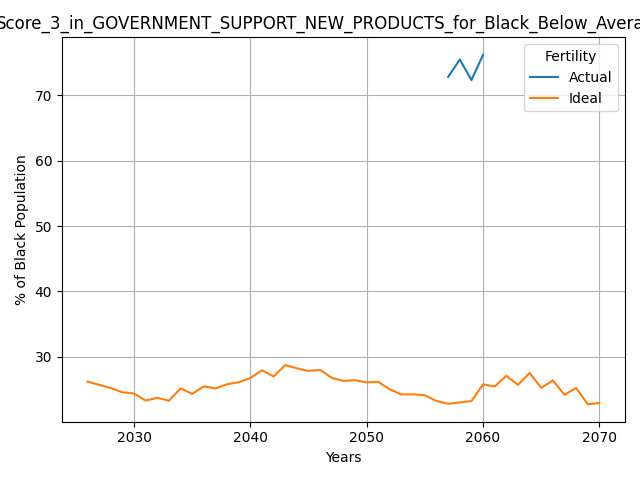 Score_3_in_GOVERNMENT_SUPPORT_NEW_PRODUCTS_for_Black_Below_Avera
Fertility
Actual
Ideal
% of Black Population
70
60
50
40
30
2030 2040 2050 2060 2070
Years